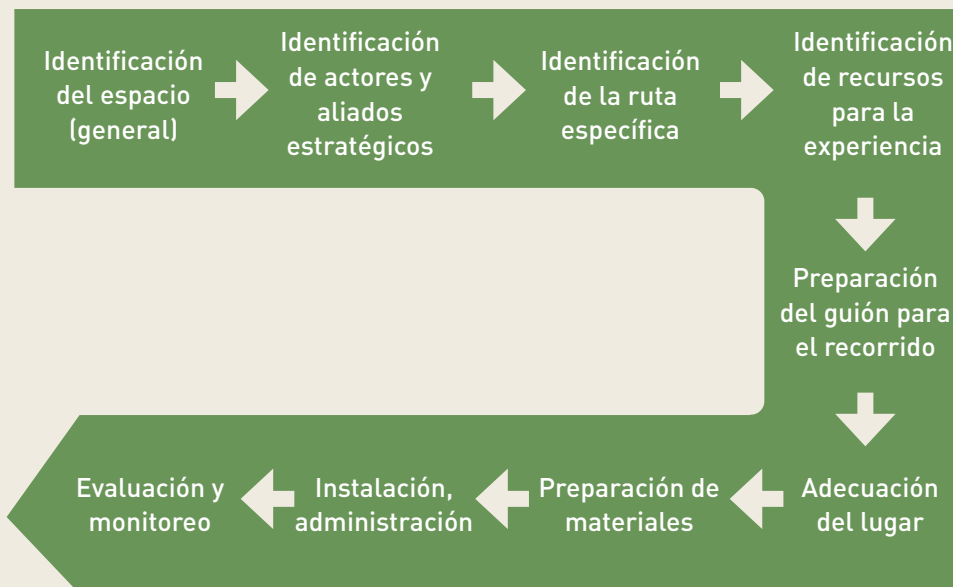 Identificación
del espacio
(general)
Identificación
de actores y
aliados
estratégicos
Identificación
de la ruta
específica
Identificación
de recursos
para la
experiencia
Preparación
del guión para
el recorrido
Adecuación
del lugar
Preparación de
materiales
Instalación,
administración
Evaluación y
monitoreo